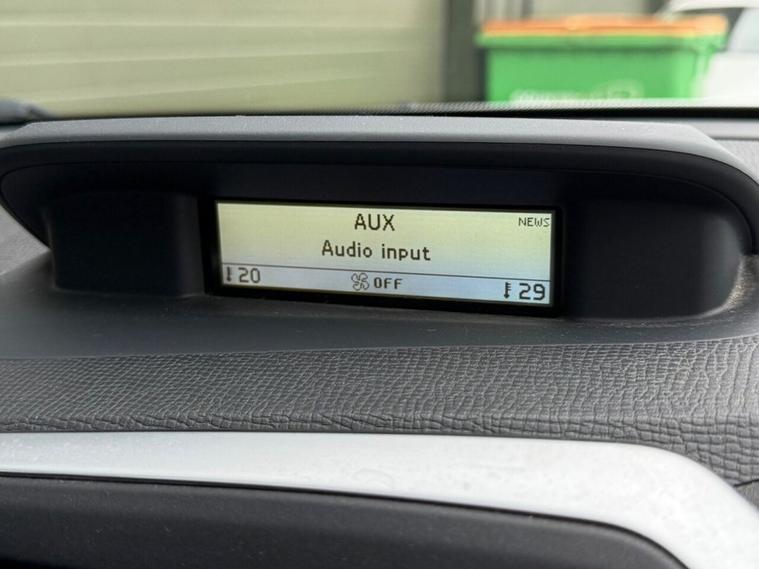 AUX
NEWS
Audio input
20 OFF 29